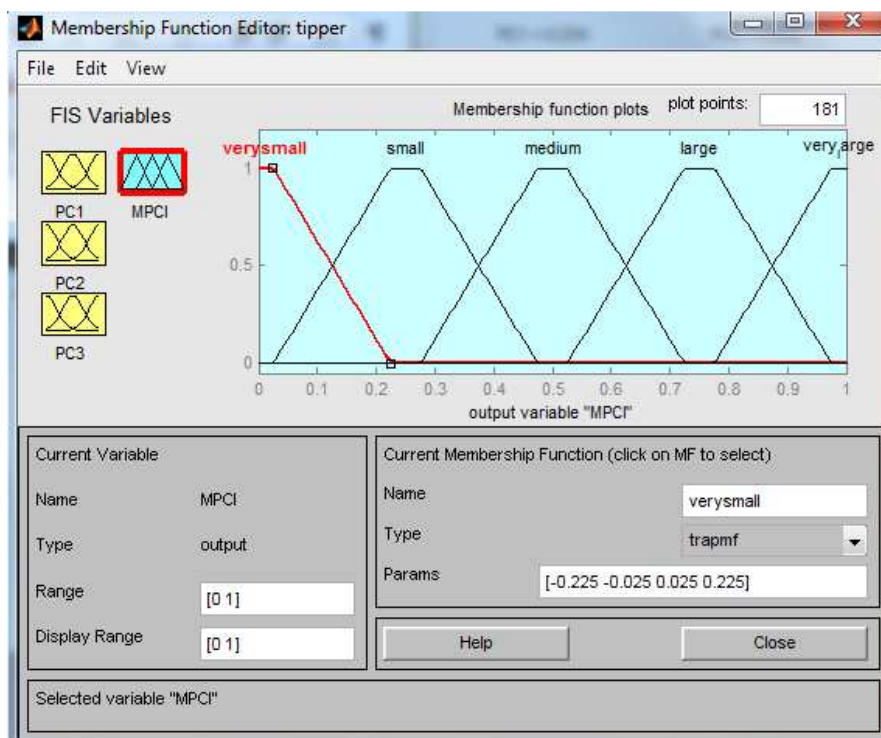 Membership Function Editor: tipper
File Edit View
FIS Variables
Membership function plots plot points: 181
PC1 MPCI
PC2
PC3
verysmall small medium large very_large
1
0.5
0
0 0.1 0.2 0.3 0.4 0.5 0.6 0.7 0.8 0.9 1
output variable "MPCI"
Current Variable
Name MPCI
Type output
Range [0 1]
Display Range [0 1]
Current Membership Function (click on MF to select)
Name verysmall
Type trapmf
Params [-0.225 -0.025 0.025 0.225]
Help Close
Selected variable "MPCI"